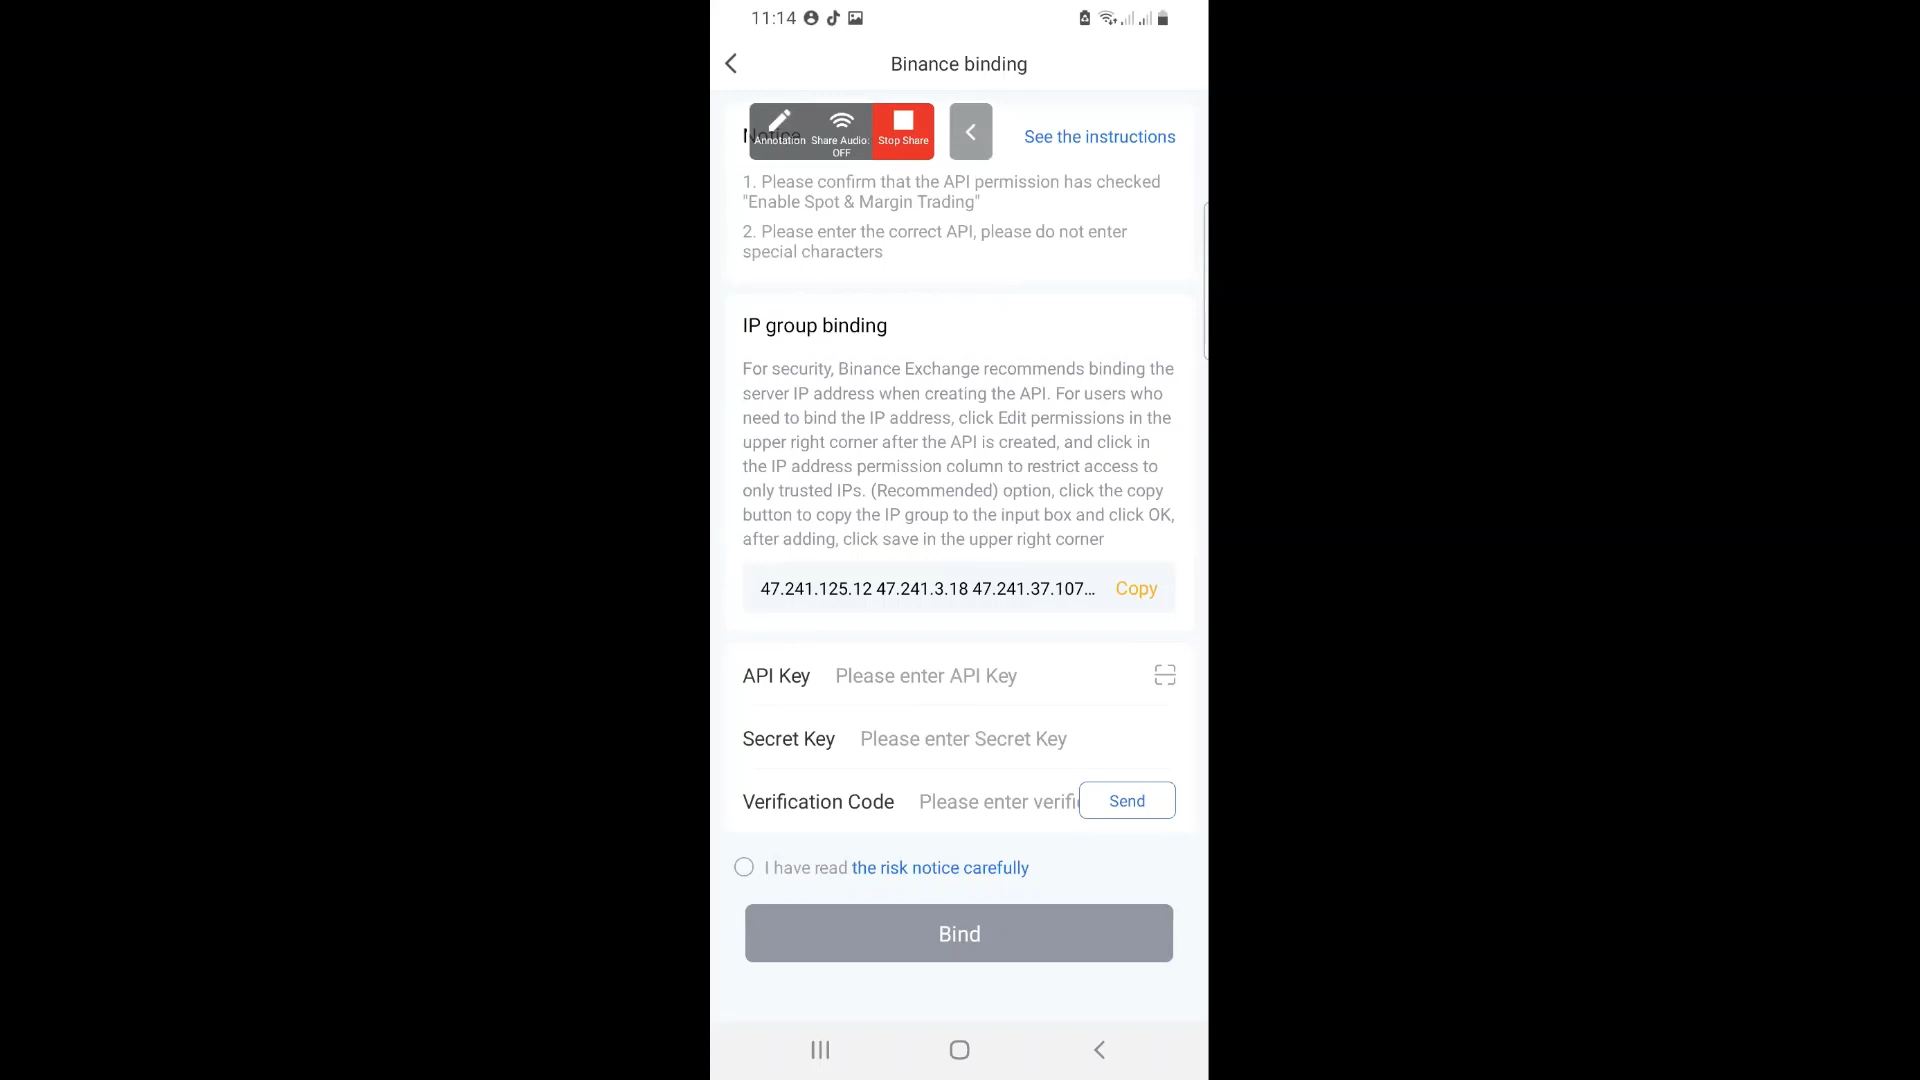 11:14
Binance binding
Notice
Annotation
Share Audio: OFF
Stop Share
See the instructions
1. Please confirm that the API permission has checked
"Enable Spot & Margin Trading"
2. Please enter the correct API, please do not enter
special characters
IP group binding
For security, Binance Exchange recommends binding the
server IP address when creating the API. For users who
need to bind the IP address, click Edit permissions in the
upper right corner after the API is created, and click in
the IP address permission column to restrict access to
only trusted IPs. (Recommended) option, click the copy
button to copy the IP group to the input box and click OK,
after adding, click save in the upper right corner
47.241.125.12 47.241.3.18 47.241.37.107... Copy
API Key Please enter API Key
Secret Key Please enter Secret Key
Verification Code Please enter verifi Send
I have read the risk notice carefully
Bind